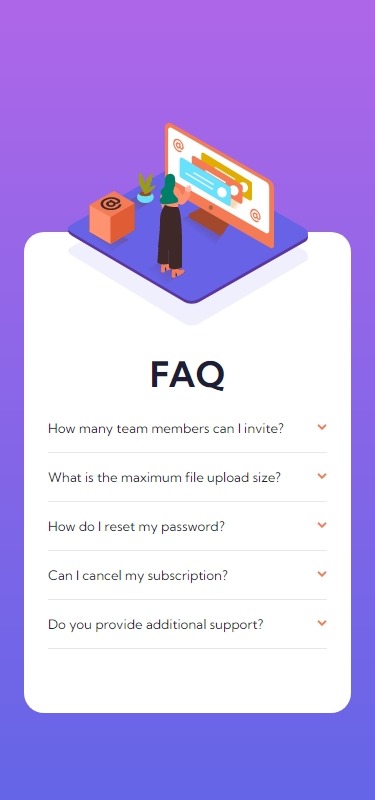 FAQ
How many team members can I invite?
What is the maximum file upload size?
How do I reset my password?
Can I cancel my subscription?
Do you provide additional support?